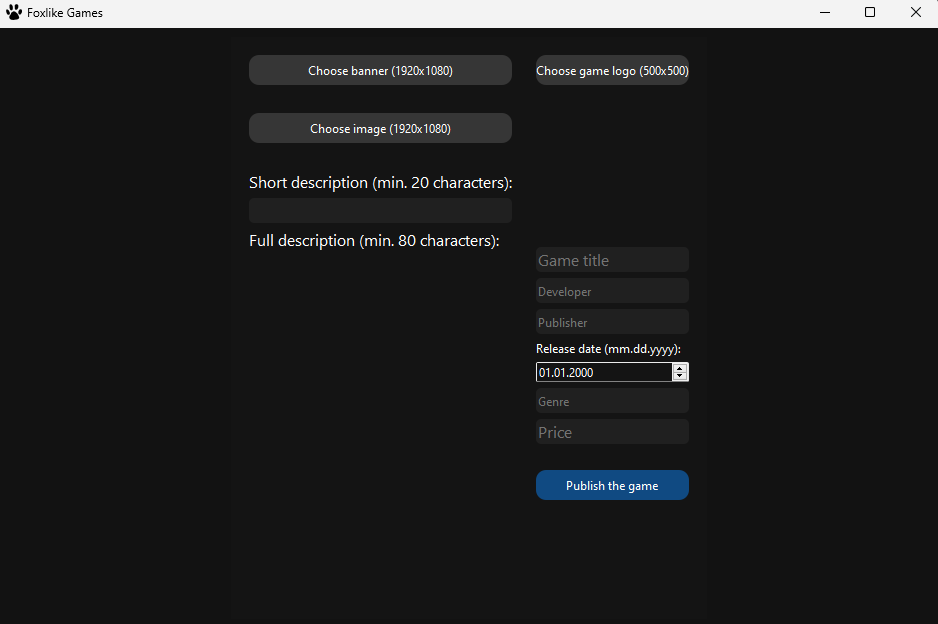 Foxlike Games
Choose banner (1920x1080)
Choose game logo (500x500)
Choose image (1920x1080)
Short description (min. 20 characters):
Full description (min. 80 characters):
Game title
Developer
Publisher
Release date (mm.dd.yyyy):
01.01.2000
Genre
Price
Publish the game